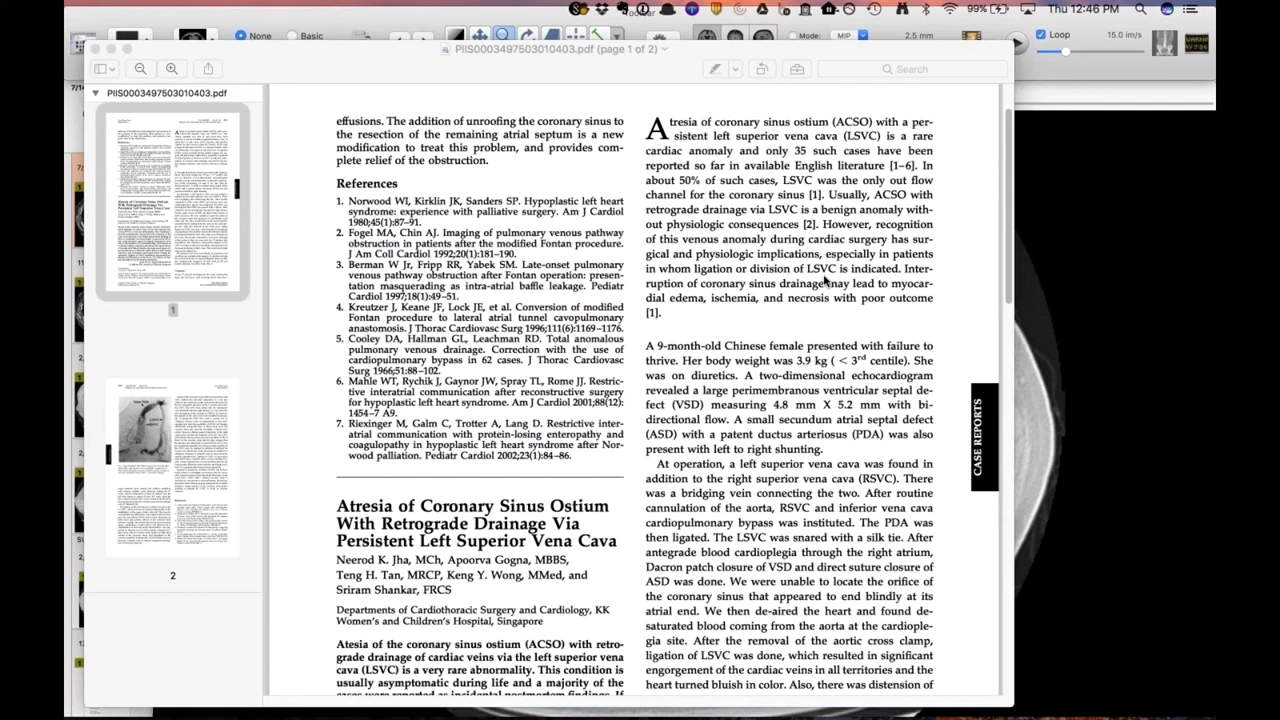 Toolbar
99%
Thu 12:46 PM
None
Basic
Mode:
MIP
2.5 mm
Loop
15.0 im/s
PIIS0003497503010403.pdf (page 1 of 2)
Search
PIIS0003497503010403.pdf
1
2
effusions. The addition of unroofing the coronary sinus to
the resection of the remaining atrial septum is a new
modification to treat this problem, and provides com-
plete relief of the obstruction.
References
1. Norwood WI, Kirklin JK, Sanders SP. Hypoplastic left heart
syndrome: experience with palliative surgery. Am J Cardiol
1980;45(1):87–91.
2. Fogel MA, Chin AJ. Imaging of pulmonary venous pathway
obstruction in patients after the modified Fontan procedure.
J Am Coll Cardiol 1992;20(1):181–190.
3. Berman W Jr, Fripp RR, Yabek SM. Late-onset pulmonary
venous pathway obstruction after Fontan operation: presen-
tation masquerading as intra-atrial baffle leakage. Pediatr
Cardiol 1997;18(1):49–51.
4. Kreutzer J, Keane JF, Lock JE, et al. Conversion of modified
Fontan procedure to lateral atrial tunnel cavopulmonary
anastomosis. J Thorac Cardiovasc Surg 1996;111(6):1169–1176.
5. Cooley DA, Hallman GL, Leachman RD. Total anomalous
pulmonary venous drainage. Correction with the use of
cardiopulmonary bypass in 62 cases. J Thorac Cardiovasc
Surg 1966;51:88–102.
6. Mahle WT, Rychik J, Gaynor JW, Spray TL, Rome JJ. Restric-
tive interatrial communication after reconstructive surgery
for hypoplastic left heart syndrome. Am J Cardiol 2001;88(12):
1454–7 A9.
7. Riesinger M, Galm C, Trotter J, Lang D. Restrictive inter-
atrial communication with protein-losing enteropathy and
coagulopathy in hypoplastic left heart syndrome after Nor-
wood palliation. Pediatr Cardiol 2002;23(1):84–86.
Atresia of Coronary Sinus Ostium
With Retrograde Drainage Via
Persistent Left Superior Vena Cava
Neerod K. Jha, MCh, Apoorva Gogna, MBBS,
Teng H. Tan, MRCP, Keng Y. Wong, MMed, and
Sriram Shankar, FRCS
Departments of Cardiothoracic Surgery and Cardiology, KK
Women's and Children's Hospital, Singapore
Atesia of the coronary sinus ostium (ACSO) with retro-
grade drainage of cardiac veins via the left superior vena
cava (LSVC) is a very rare abnormality. This condition is
usually asymptomatic during life and a majority of the
cases were reported as incidental postmortem findings. If
Atresia of coronary sinus ostium (ACSO) with a per-
sistent left superior vena cava (LSVC) is a rare
cardiac anomaly and only 35 such cases have been
reported so far in available English literature [1–6]. In
about 50% of such cases, LSVC was the only out flow
channel for the coronary sinus [1]. Usually, ACSO with
retrograde drainage via LSVC is a benign anomaly with-
out physiologic consequences [2]. However, recognition
of this venous anomaly during cardiac surgery has sur-
gical and physiologic implications, especially in patients
in whom ligation or division of LSVC is indicated. Inter-
ruption of coronary sinus drainage may lead to myocar-
dial edema, ischemia, and necrosis with poor outcome
[1].
A 9-month-old Chinese female presented with failure to
thrive. Her body weight was 3.9 kg ( < 3rd centile). She
was on diuretics. A two-dimensional echocardiogram
revealed a large perimembranous ventricular septal de-
fect (VSD) measuring 4.8 mm X 5.2 mm with bi-
directional flow. A small secundum atrial septal defect
(ASD) with a patent ductus arteriosus (PDA) was also
present with left to right shunting.
At operation, a left superior vena cava was found in
addition to the right superior vena cava (RSVC). There
was a bridging vein connecting the two. After routine
cannulation of the aorta, RSVC and inferior vena cava
cardiopulmonary bypass was instituted. The PDA was
then ligated. The LSVC was snared with a silk tie. After
antegrade blood cardioplegia through the right atrium,
Dacron patch closure of VSD and direct suture closure of
ASD was done. We were unable to locate the orifice of
the coronary sinus that appeared to end blindly at its
atrial end. We then de-aired the heart and found de-
saturated blood coming from the aorta at the cardiople-
gia site. After the removal of the aortic cross clamp,
ligation of LSVC was done, which resulted in significant
engorgement of the cardiac veins in all territories and the
heart turned bluish in color. Also, there was distension of
CASE REPORTS